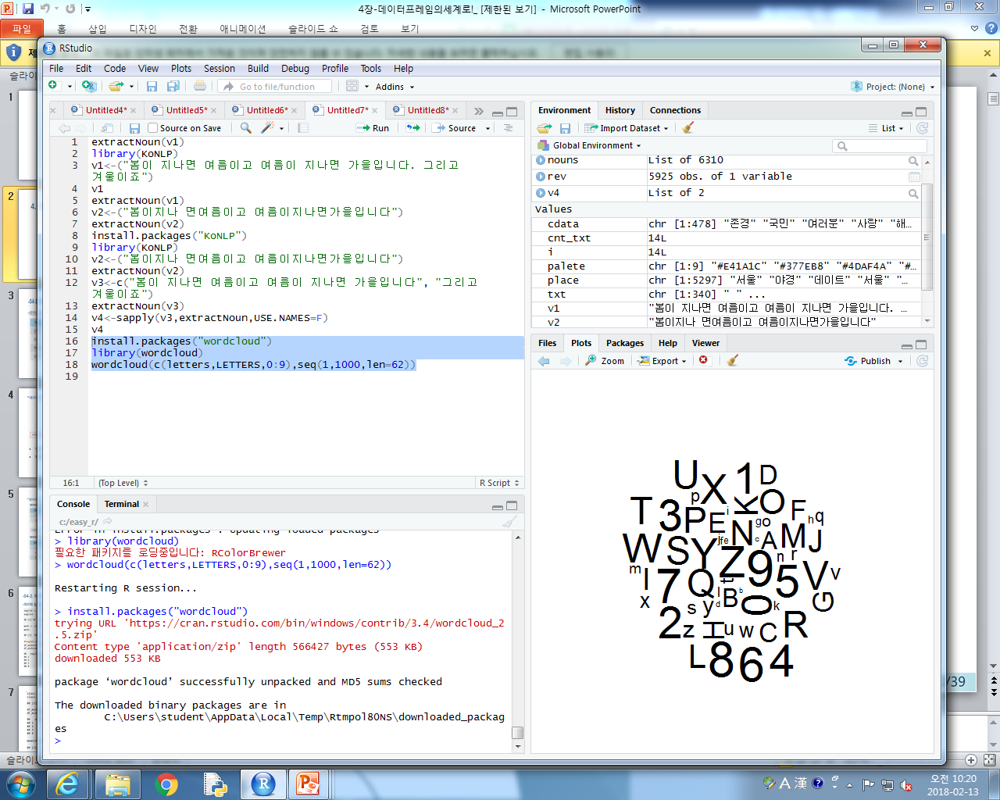 4장-데이터프레임의세계로!_ [제한된 보기] - Microsoft PowerPoint
파일 홈 삽입 디자인 전환 애니메이션 슬라이드 쇼 검토 보기
RStudio
File Edit Code View Plots Session Build Debug Profile Tools Help
Go to file/function Addins Project: (None)
Untitled4* Untitled5* Untitled6* Untitled7* Untitled8*
Source on Save Run Source
1 extractNoun(v1)
2 library(KoNLP)
3 v1<-("봄이 지나면 여름이고 여름이 지나면 가을입니다. 그리고
겨울이죠")
4 v1
5 extractNoun(v1)
6 v2<-("봄이지나 면여름이고 여름이지나면가을입니다")
7 extractNoun(v2)
8 install.packages("KoNLP")
9 library(KoNLP)
10 v2<-("봄이지나 면여름이고 여름이지나면가을입니다")
11 extractNoun(v2)
12 v3<-c("봄이 지나면 여름이고 여름이 지나면 가을입니다", "그리고
겨울이죠")
13 extractNoun(v3)
14 v4<-sapply(v3,extractNoun,USE.NAMES=F)
15 v4
16 install.packages("wordcloud")
17 library(wordcloud)
18 wordcloud(c(letters,LETTERS,0:9),seq(1,1000,len=62))
19
16:1 (Top Level) R Script
Console Terminal
c:/easy_r/
Error in install.packages : Updating loaded packages
> library(wordcloud)
필요한 패키지를 로딩중입니다: RColorBrewer
> wordcloud(c(letters,LETTERS,0:9),seq(1,1000,len=62))
Restarting R session...
> install.packages("wordcloud")
trying URL 'https://cran.rstudio.com/bin/windows/contrib/3.4/wordcloud_2
.5.zip'
Content type 'application/zip' length 566427 bytes (553 KB)
downloaded 553 KB
package ‘wordcloud’ successfully unpacked and MD5 sums checked
The downloaded binary packages are in
C:\Users\student\AppData\Local\Temp\Rtmpol8ONS\downloaded_packag
es
>
Environment History Connections
Import Dataset List
Global Environment
nouns List of 6310
rev 5925 obs. of 1 variable
v4 List of 2
Values
cdata chr [1:478] "존경" "국민" "여러분" "사랑" "해…
cnt_txt 14L
i 14L
palete chr [1:9] "#E41A1C" "#377EB8" "#4DAF4A" "#…
place chr [1:5297] "서울" "야경" "데이트" "서울" "…
txt chr [1:340] " " ...
v1 "봄이 지나면 여름이고 여름이 지나면 가을입니다. …
v2 "봄이지나 면여름이고 여름이지나면가을입니다"
Files Plots Packages Help Viewer
Zoom Export Publish
U X 1 D
p K O
T 3 P E i N g o F h q
W S Y j f e c A M J
m I 7 Q Z 9 n r 5 V v
x s y t l d B b 0 k G
2 z H u w C R
L 8 6 4
슬라이
1
2
3
4
5
6
7
/39
슬라이드
오전 10:20
2018-02-13